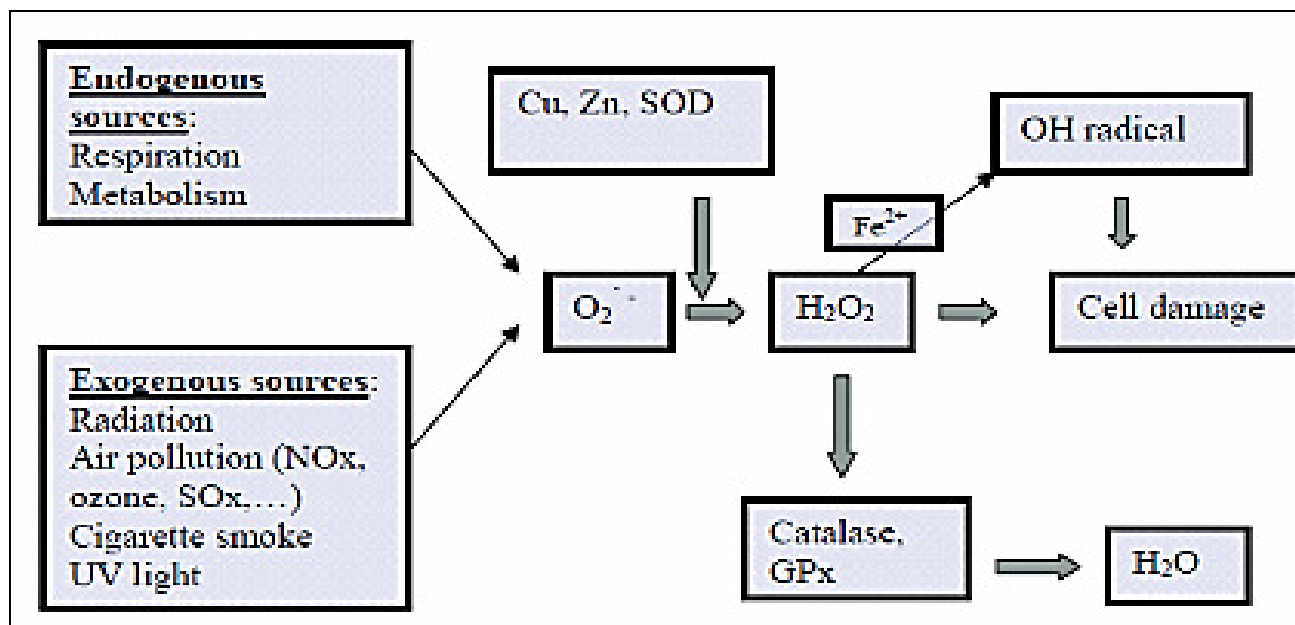 Endogenous
sources:
Respiration
Metabolism
Cu, Zn, SOD
OH radical
Fe²⁺
O₂˙⁻
H₂O₂
Cell damage
Exogenous sources:
Radiation
Air pollution (NOx,
ozone, SOx,…)
Cigarette smoke
UV light
Catalase,
GPx
H₂O